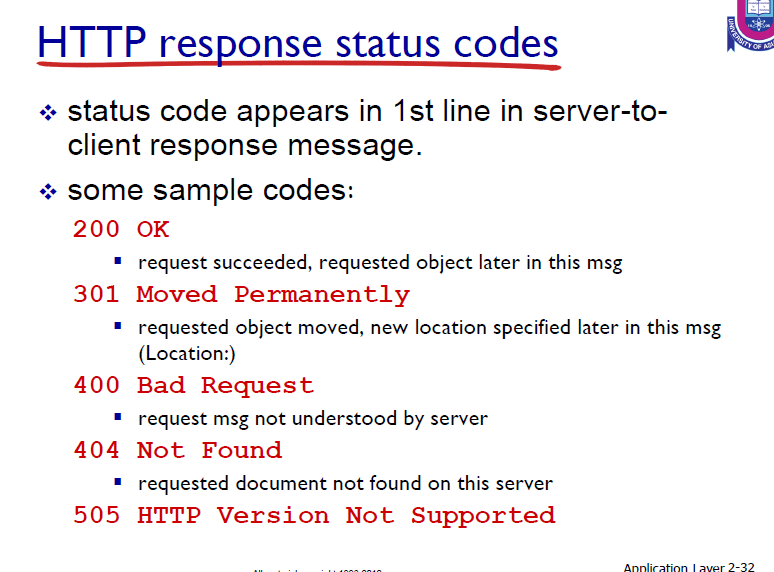 HTTP response status codes
UNIVERSITY OF
❖ status code appears in 1st line in server-to-
client response message.
❖ some sample codes:
200 OK
▪ request succeeded, requested object later in this msg
301 Moved Permanently
▪ requested object moved, new location specified later in this msg
(Location:)
400 Bad Request
▪ request msg not understood by server
404 Not Found
▪ requested document not found on this server
505 HTTP Version Not Supported
Application Layer 2-32